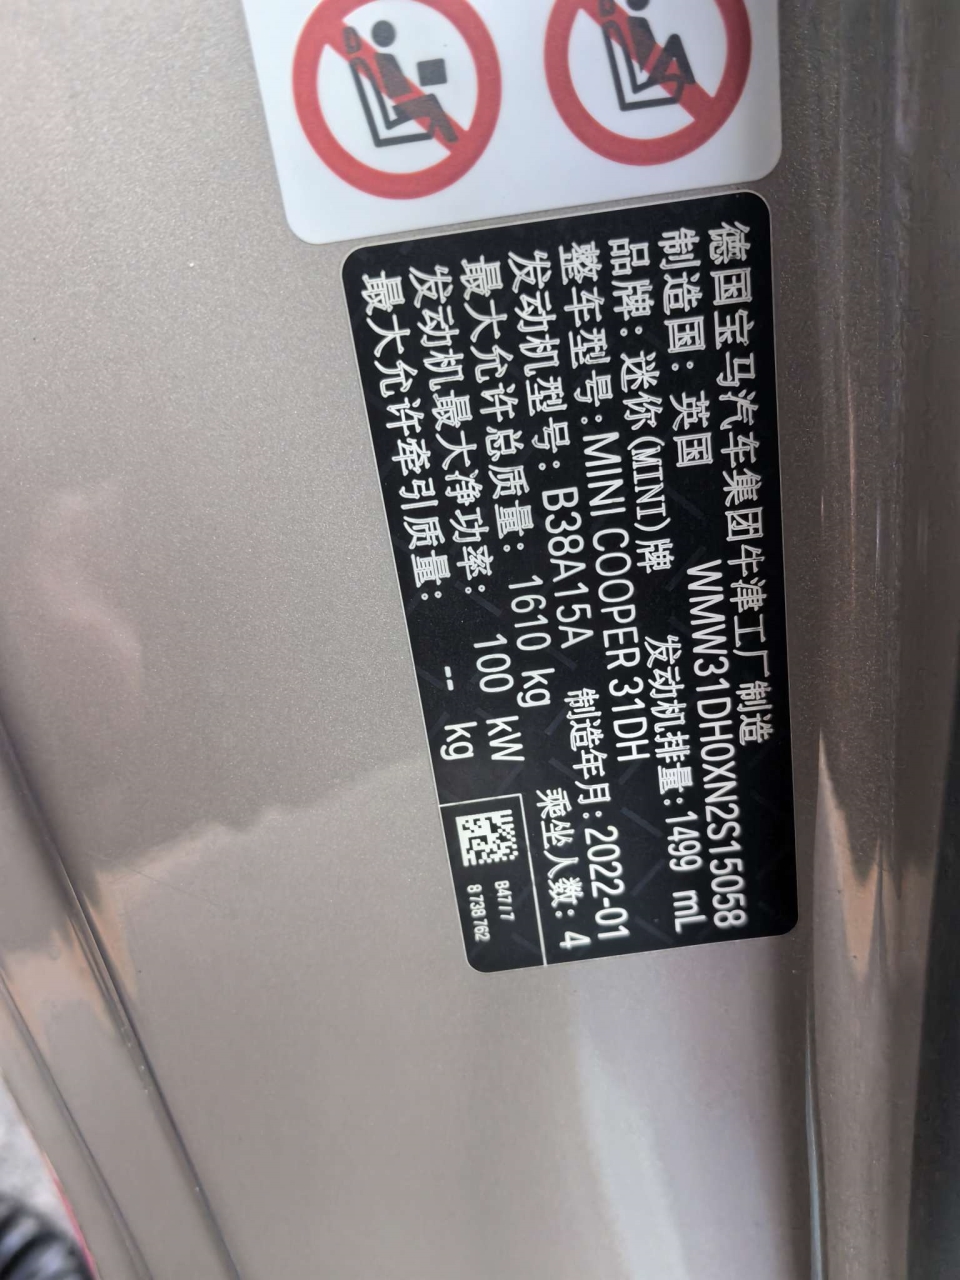 德国宝马汽车集团牛津工厂制造
制造国：英国 WMW31DH0XN2S15058
品牌：迷你(MINI)牌 发动机排量：1499 mL
整车型号：MINI COOPER 31DH
发动机型号：B38A15A 制造年月：2022-01
最大允许总质量： 1610 kg 乘坐人数：4
发动机最大净功率： 100 kW
最大允许牵引质量： -- kg
B47 / 7
8 738 762